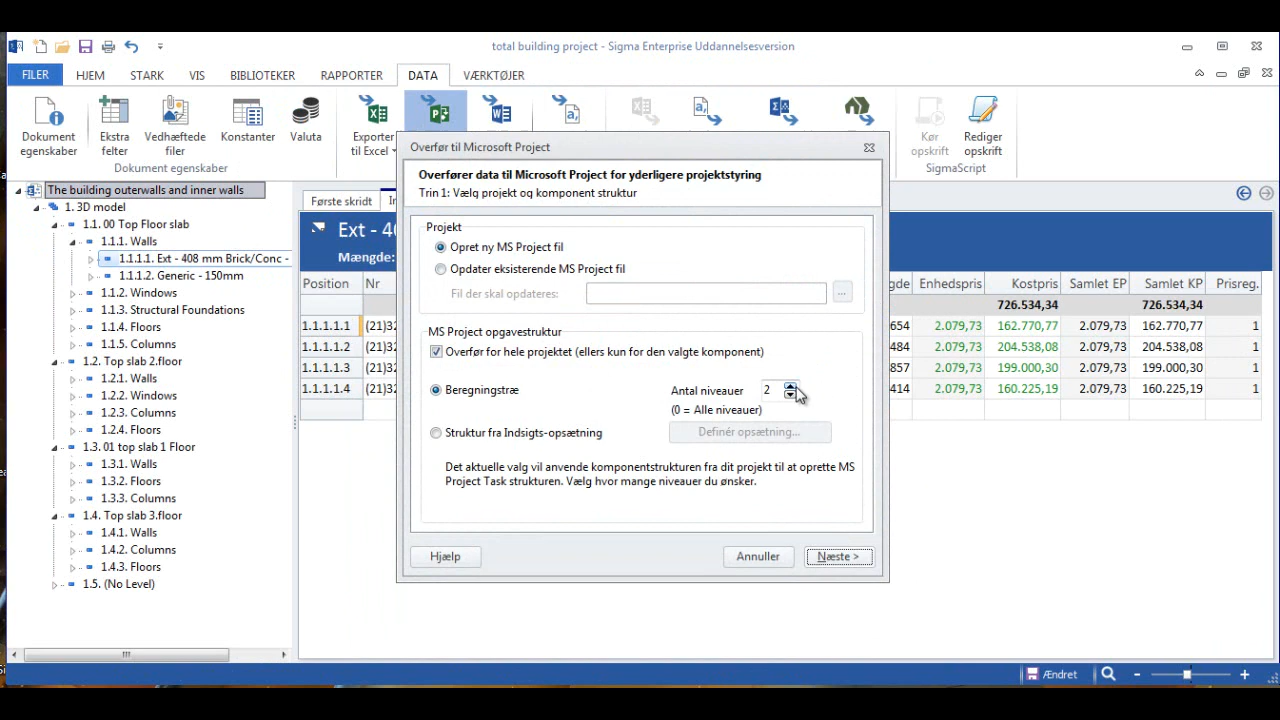 total building project - Sigma Enterprise Uddannelsesversion
FILER HJEM STARK VIS BIBLIOTEKER RAPPORTER DATA VÆRKTØJER
Dokument egenskaber
Ekstra felter
Vedhæftede filer
Konstanter
Valuta
Exporter til Excel
Kør opskrift
Rediger opskrift
Dokument egenskaber
SigmaScript
The building outerwalls and inner walls
1. 3D model
1.1. 00 Top Floor slab
1.1.1. Walls
1.1.1.1. Ext - 408 mm Brick/Conc -
1.1.1.2. Generic - 150mm
1.1.2. Windows
1.1.3. Structural Foundations
1.1.4. Floors
1.1.5. Columns
1.2. Top slab 2.floor
1.2.1. Walls
1.2.2. Windows
1.2.3. Columns
1.2.4. Floors
1.3. 01 top slab 1 Floor
1.3.1. Walls
1.3.2. Floors
1.3.3. Columns
1.4. Top slab 3.floor
1.4.1. Walls
1.4.2. Columns
1.4.3. Floors
1.5. (No Level)
Første skridt
Ext - 40
Mængde:
Position Nr
1.1.1.1.1 (21)32
1.1.1.1.2 (21)32
1.1.1.1.3 (21)32
1.1.1.1.4 (21)32
Overfør til Microsoft Project
Overfører data til Microsoft Project for yderligere projektstyring
Trin 1: Vælg projekt og komponent struktur
Projekt
Opret ny MS Project fil
Opdater eksisterende MS Project fil
Fil der skal opdateres: ...
MS Project opgavestruktur
Overfør for hele projektet (ellers kun for den valgte komponent)
Beregningstræ Antal niveauer 2
(0 = Alle niveauer)
Struktur fra Indsigts-opsætning Definér opsætning...
Det aktuelle valg vil anvende komponentstrukturen fra dit projekt til at oprette MS
Project Task strukturen. Vælg hvor mange niveauer du ønsker.
Hjælp Annuller Næste >
gde Enhedspris Kostpris Samlet EP Samlet KP Prisreg.
726.534,34 726.534,34
654 2.079,73 162.770,77 2.079,73 162.770,77 1
484 2.079,73 204.538,08 2.079,73 204.538,08 1
857 2.079,73 199.000,30 2.079,73 199.000,30 1
414 2.079,73 160.225,19 2.079,73 160.225,19 1
Ændret